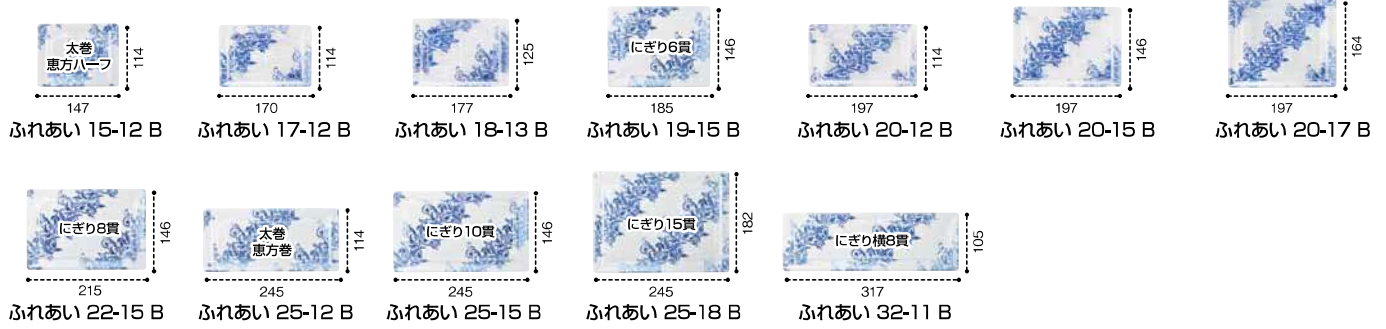 太巻
恵方ハーフ
114
147
ふれあい 15-12 B
114
170
ふれあい 17-12 B
125
177
ふれあい 18-13 B
にぎり6貫
146
185
ふれあい 19-15 B
114
197
ふれあい 20-12 B
146
197
ふれあい 20-15 B
164
197
ふれあい 20-17 B
にぎり8貫
146
215
ふれあい 22-15 B
太巻
恵方巻
114
245
ふれあい 25-12 B
にぎり10貫
146
245
ふれあい 25-15 B
にぎり15貫
182
245
ふれあい 25-18 B
にぎり横8貫
105
317
ふれあい 32-11 B